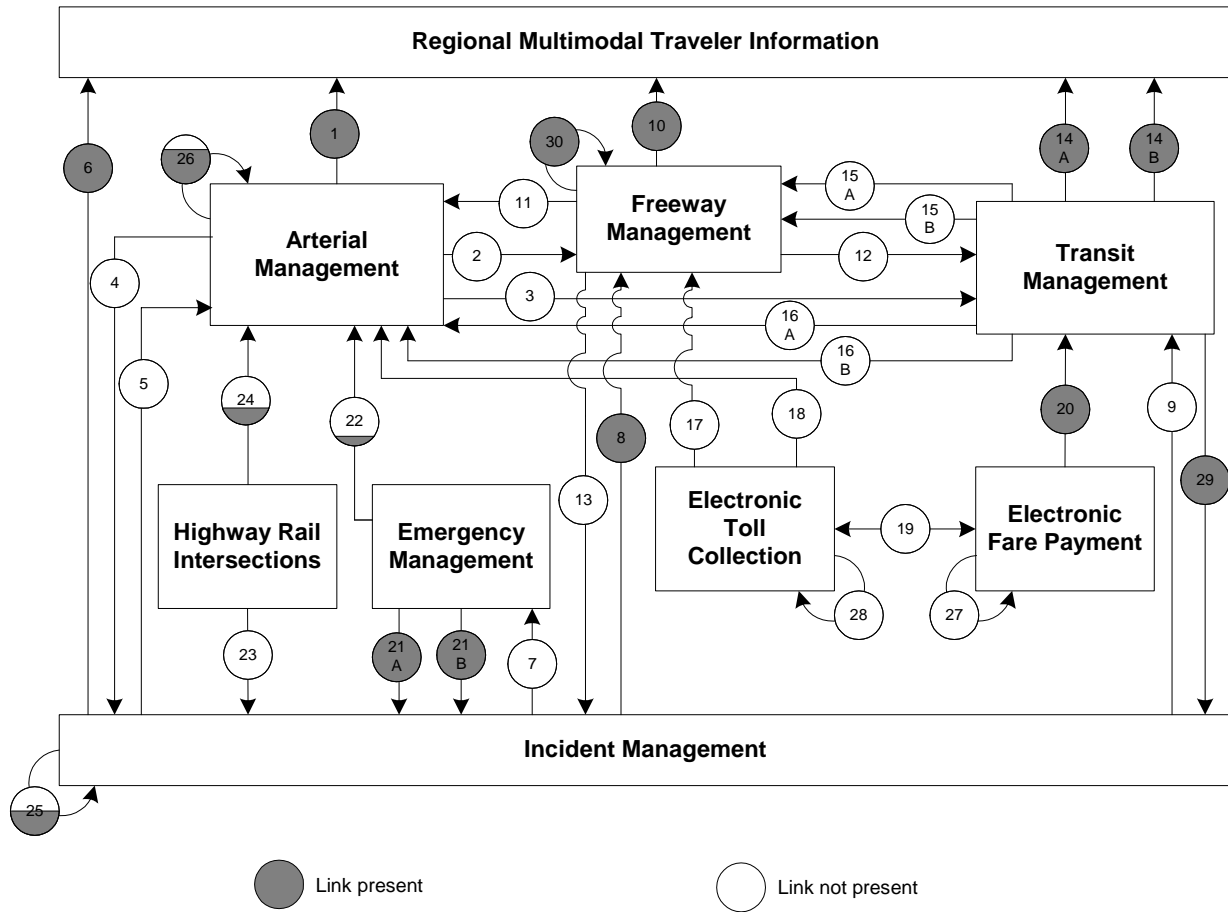 Regional Multimodal Traveler Information
1
10
6
26
30
14
A
14
B
15
A
11
15
B
Freeway
Management
Arterial
Management
2
12
Transit
Management
4
3
16
A
16
B
5
24
22
8
17
18
20
9
29
13
Highway Rail
Intersections
Emergency
Management
Electronic
Toll
Collection
19
Electronic
Fare Payment
28
27
23
21
A
21
B
7
Incident Management
25
Link present
Link not present